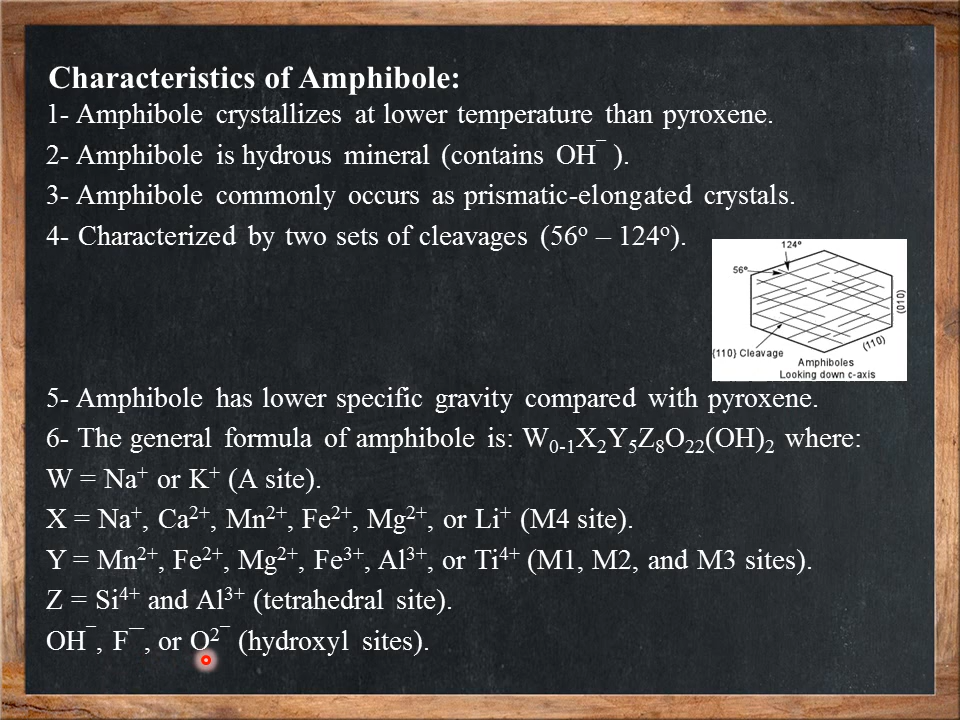 Characteristics of Amphibole:
1- Amphibole crystallizes at lower temperature than pyroxene.
2- Amphibole is hydrous mineral (contains OH¯ ).
3- Amphibole commonly occurs as prismatic-elongated crystals.
4- Characterized by two sets of cleavages (56º – 124º).
124º
56º
(010)
(110)
{110} Cleavage
Amphiboles
Looking down c-axis
5- Amphibole has lower specific gravity compared with pyroxene.
6- The general formula of amphibole is: W₀₋₁X₂Y₅Z₈O₂₂(OH)₂ where:
W = Na⁺ or K⁺ (A site).
X = Na⁺, Ca²⁺, Mn²⁺, Fe²⁺, Mg²⁺, or Li⁺ (M4 site).
Y = Mn²⁺, Fe²⁺, Mg²⁺, Fe³⁺, Al³⁺, or Ti⁴⁺ (M1, M2, and M3 sites).
Z = Si⁴⁺ and Al³⁺ (tetrahedral site).
OH¯, F¯, or O²¯ (hydroxyl sites).